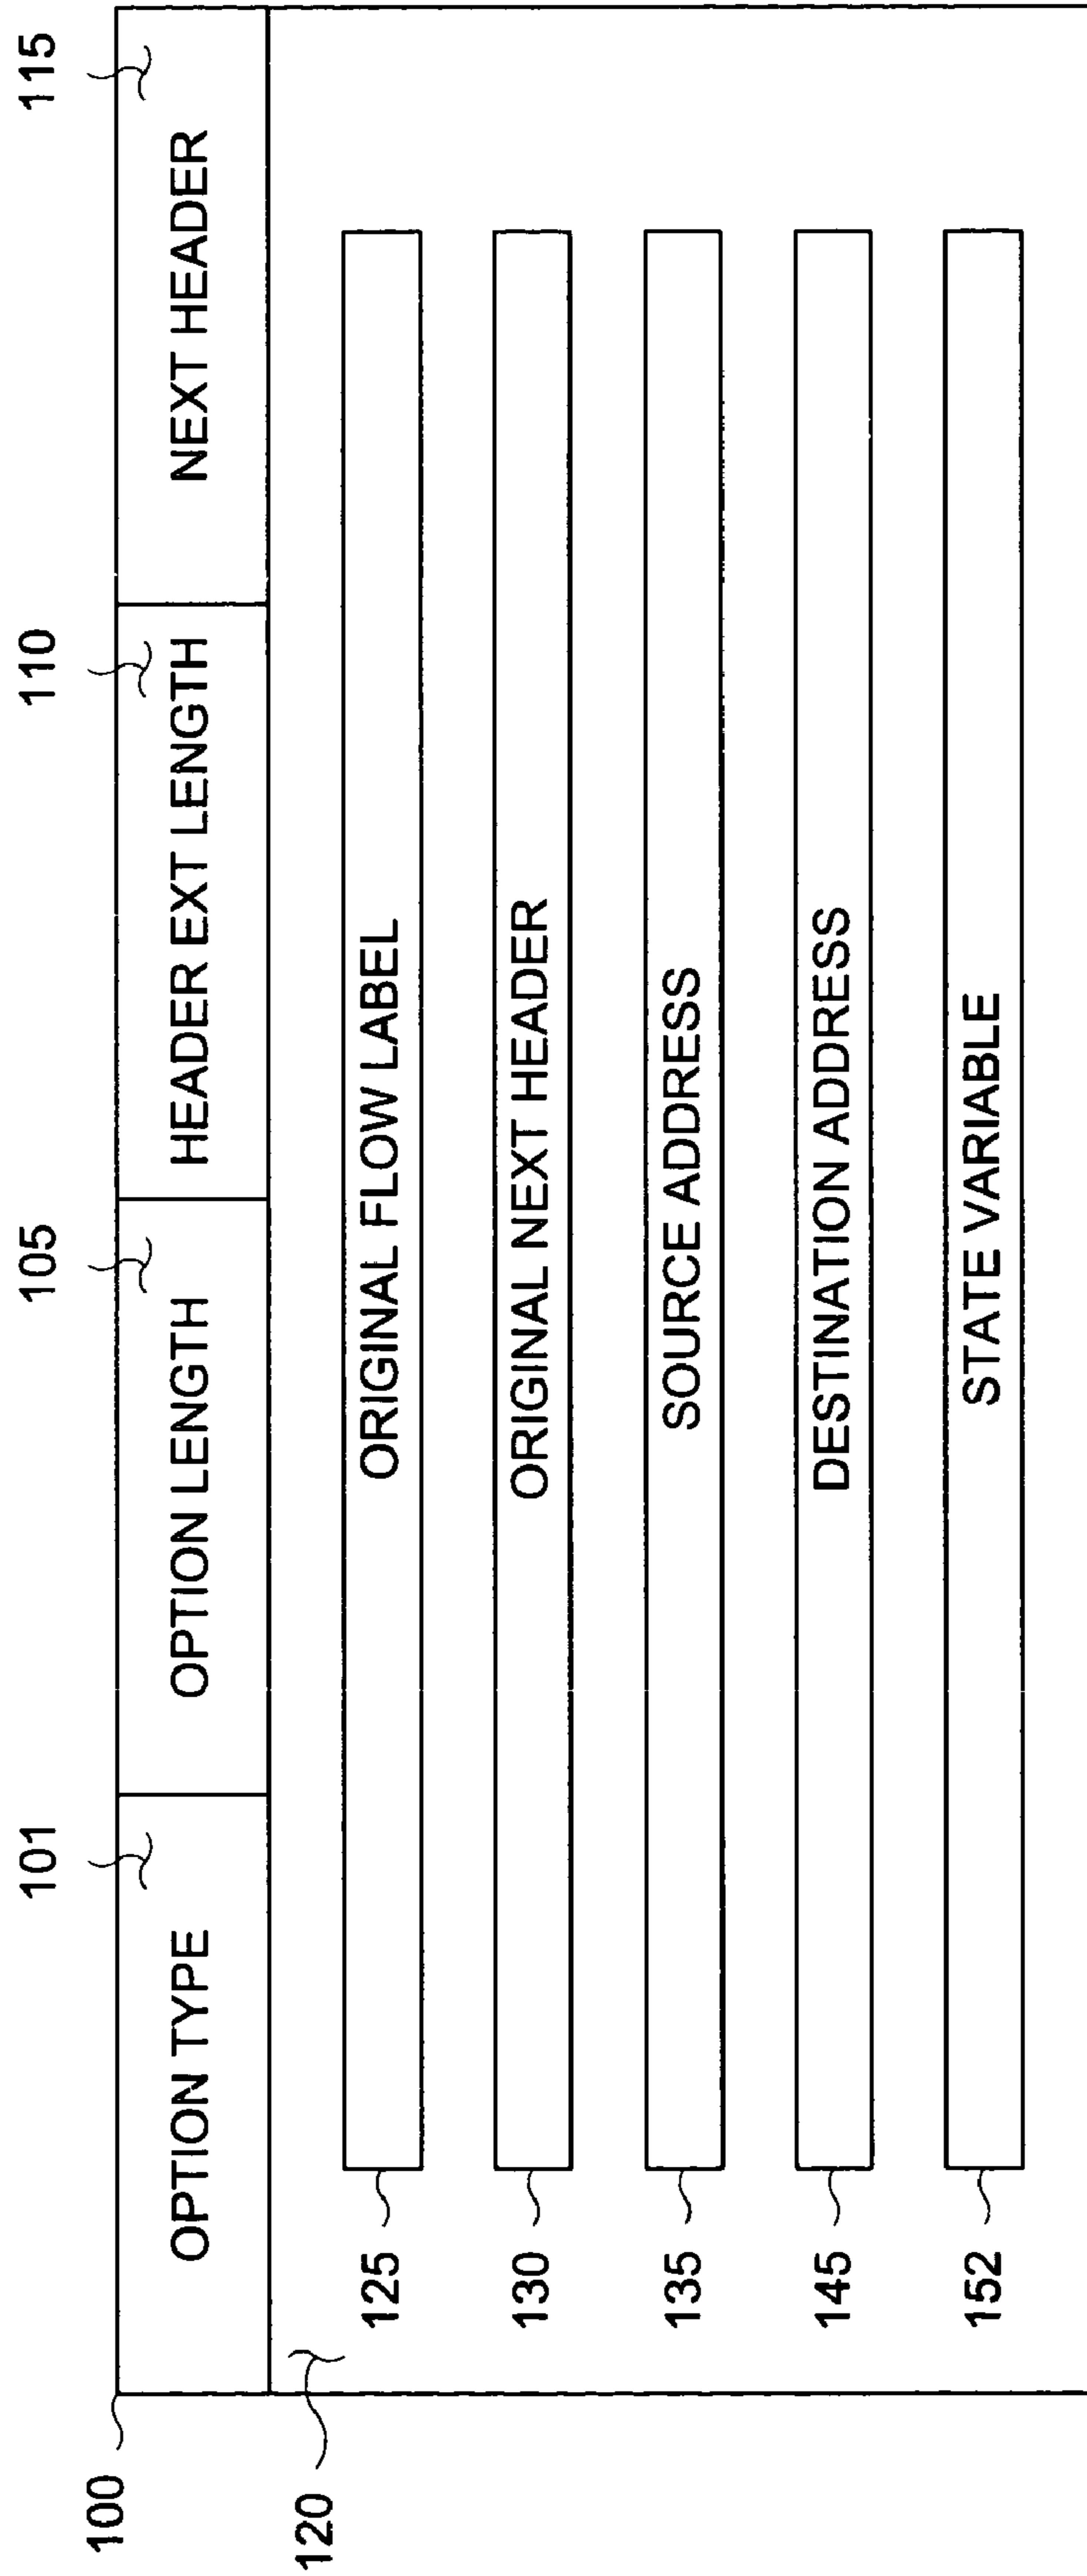 101
105
110
115
100
OPTION TYPE
OPTION LENGTH
HEADER EXT LENGTH
NEXT HEADER
120
125
ORIGINAL FLOW LABEL
130
ORIGINAL NEXT HEADER
135
SOURCE ADDRESS
145
DESTINATION ADDRESS
152
STATE VARIABLE